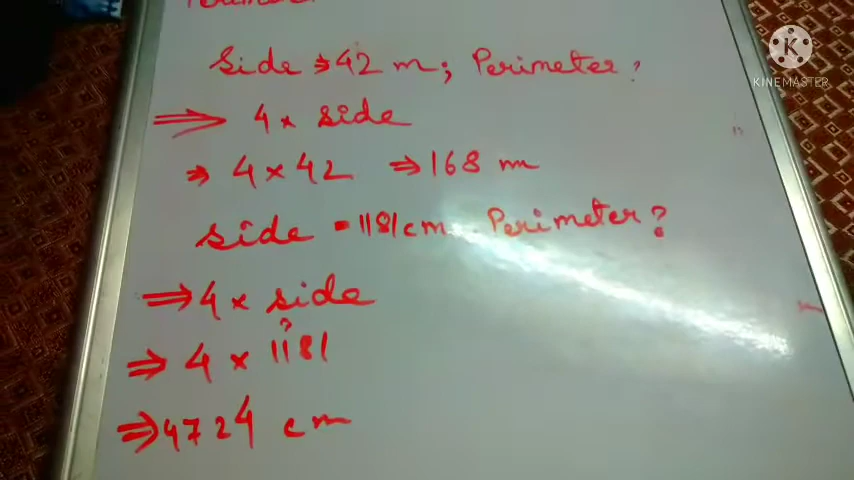 Side ⇒ 42 m; Perimeter?
⇒ 4 × side
⇒ 4 × 42 ⇒ 168 m
side = 1181 cm. Perimeter?
⇒ 4 × side
⇒ 4 × 1181
⇒ 4724 cm
K
KINEMASTER